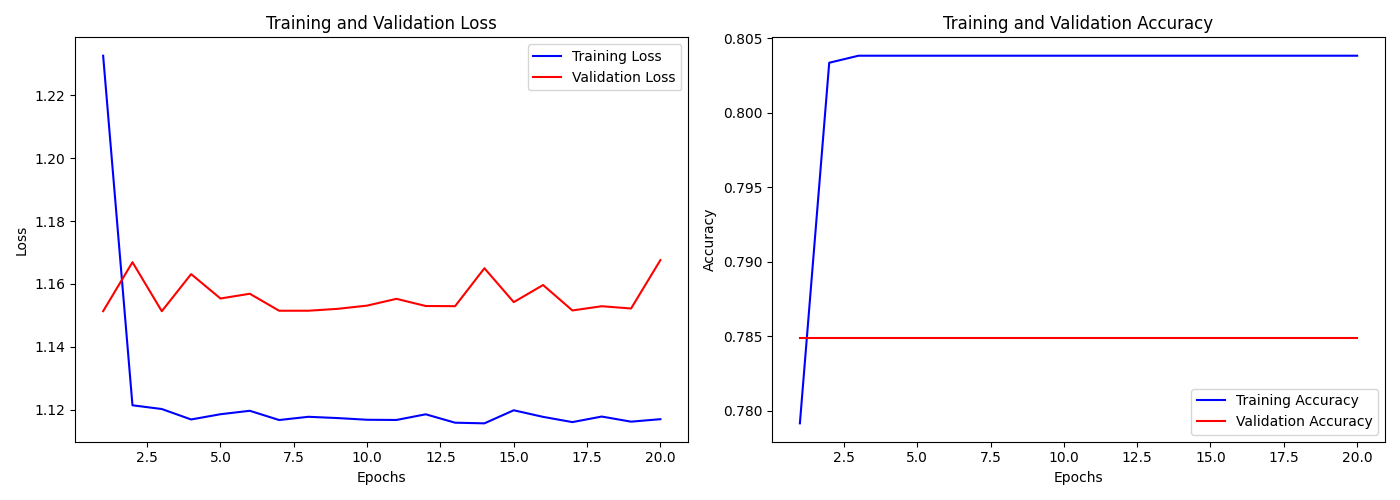 Training and Validation Loss
Training Loss
Validation Loss
1.22
1.20
1.18
1.16
1.14
1.12
Loss
2.5 5.0 7.5 10.0 12.5 15.0 17.5 20.0
Epochs
Training and Validation Accuracy
0.805
0.800
0.795
0.790
0.785
0.780
Accuracy
Training Accuracy
Validation Accuracy
2.5 5.0 7.5 10.0 12.5 15.0 17.5 20.0
Epochs